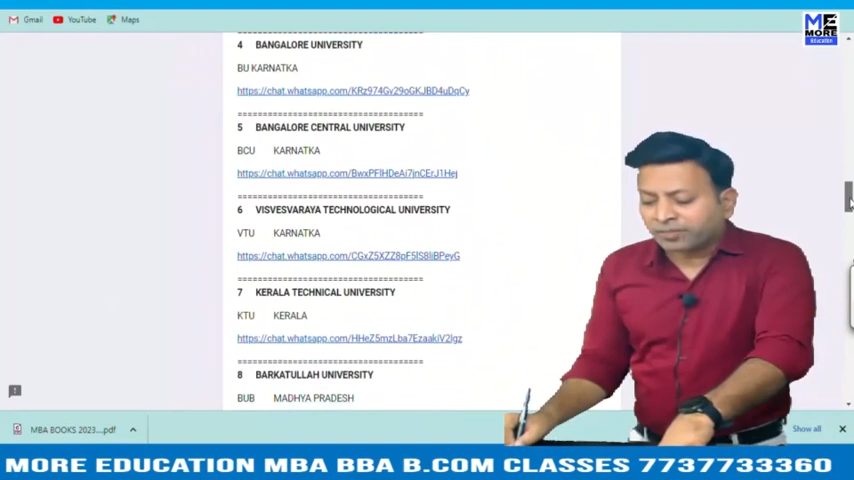 Gmail YouTube Maps
ME
MORE
Education
4 BANGALORE UNIVERSITY
BU KARNATKA
https://chat.whatsapp.com/KRz974Gv29oGKJBD4uDqCy
====================================
5 BANGALORE CENTRAL UNIVERSITY
BCU KARNATKA
https://chat.whatsapp.com/BwxPFlHDeAi7jnCErJ1Hej
====================================
6 VISVESVARAYA TECHNOLOGICAL UNIVERSITY
VTU KARNATKA
https://chat.whatsapp.com/CGxZ5XZZ8pF5lS8liBPeyG
====================================
7 KERALA TECHNICAL UNIVERSITY
KTU KERALA
https://chat.whatsapp.com/HHeZ5mzLba7EzaakiV2lgz
====================================
8 BARKATULLAH UNIVERSITY
BUB MADHYA PRADESH
MBA BOOKS 2023....pdf
Show all
MORE EDUCATION MBA BBA B.COM CLASSES 7737733360